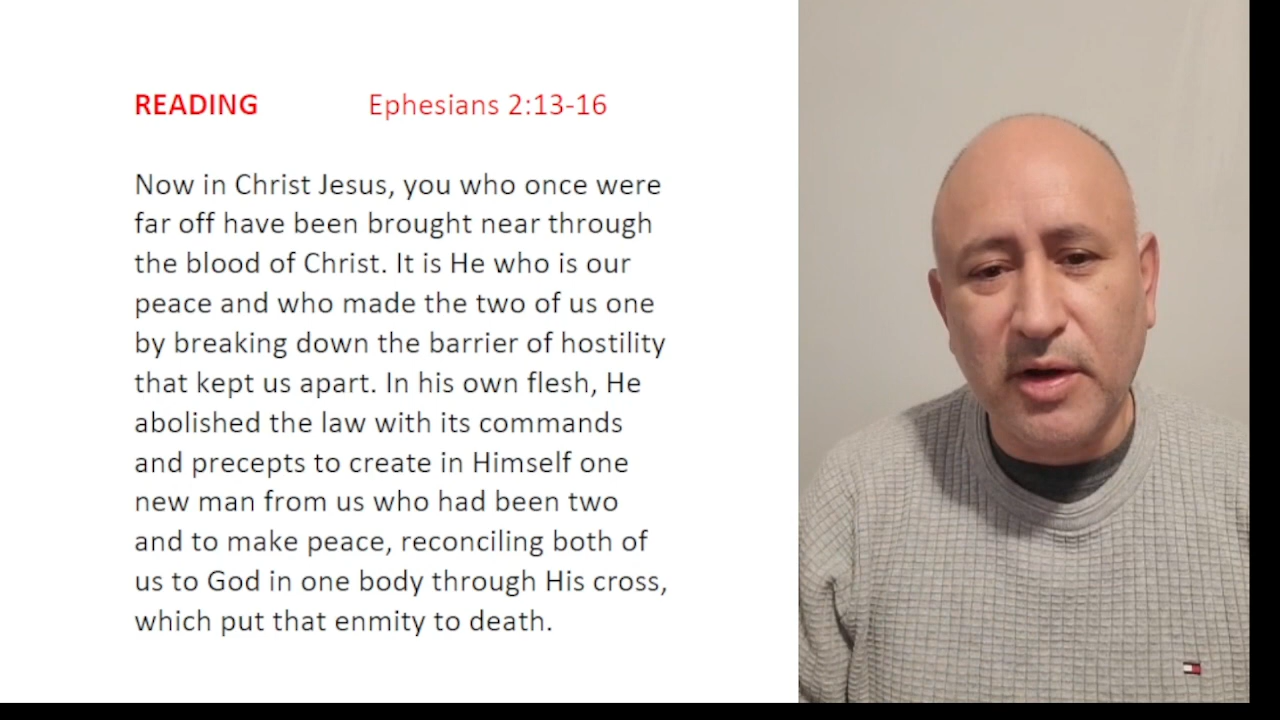 READING Ephesians 2:13-16
Now in Christ Jesus, you who once were
far off have been brought near through
the blood of Christ. It is He who is our
peace and who made the two of us one
by breaking down the barrier of hostility
that kept us apart. In his own flesh, He
abolished the law with its commands
and precepts to create in Himself one
new man from us who had been two
and to make peace, reconciling both of
us to God in one body through His cross,
which put that enmity to death.